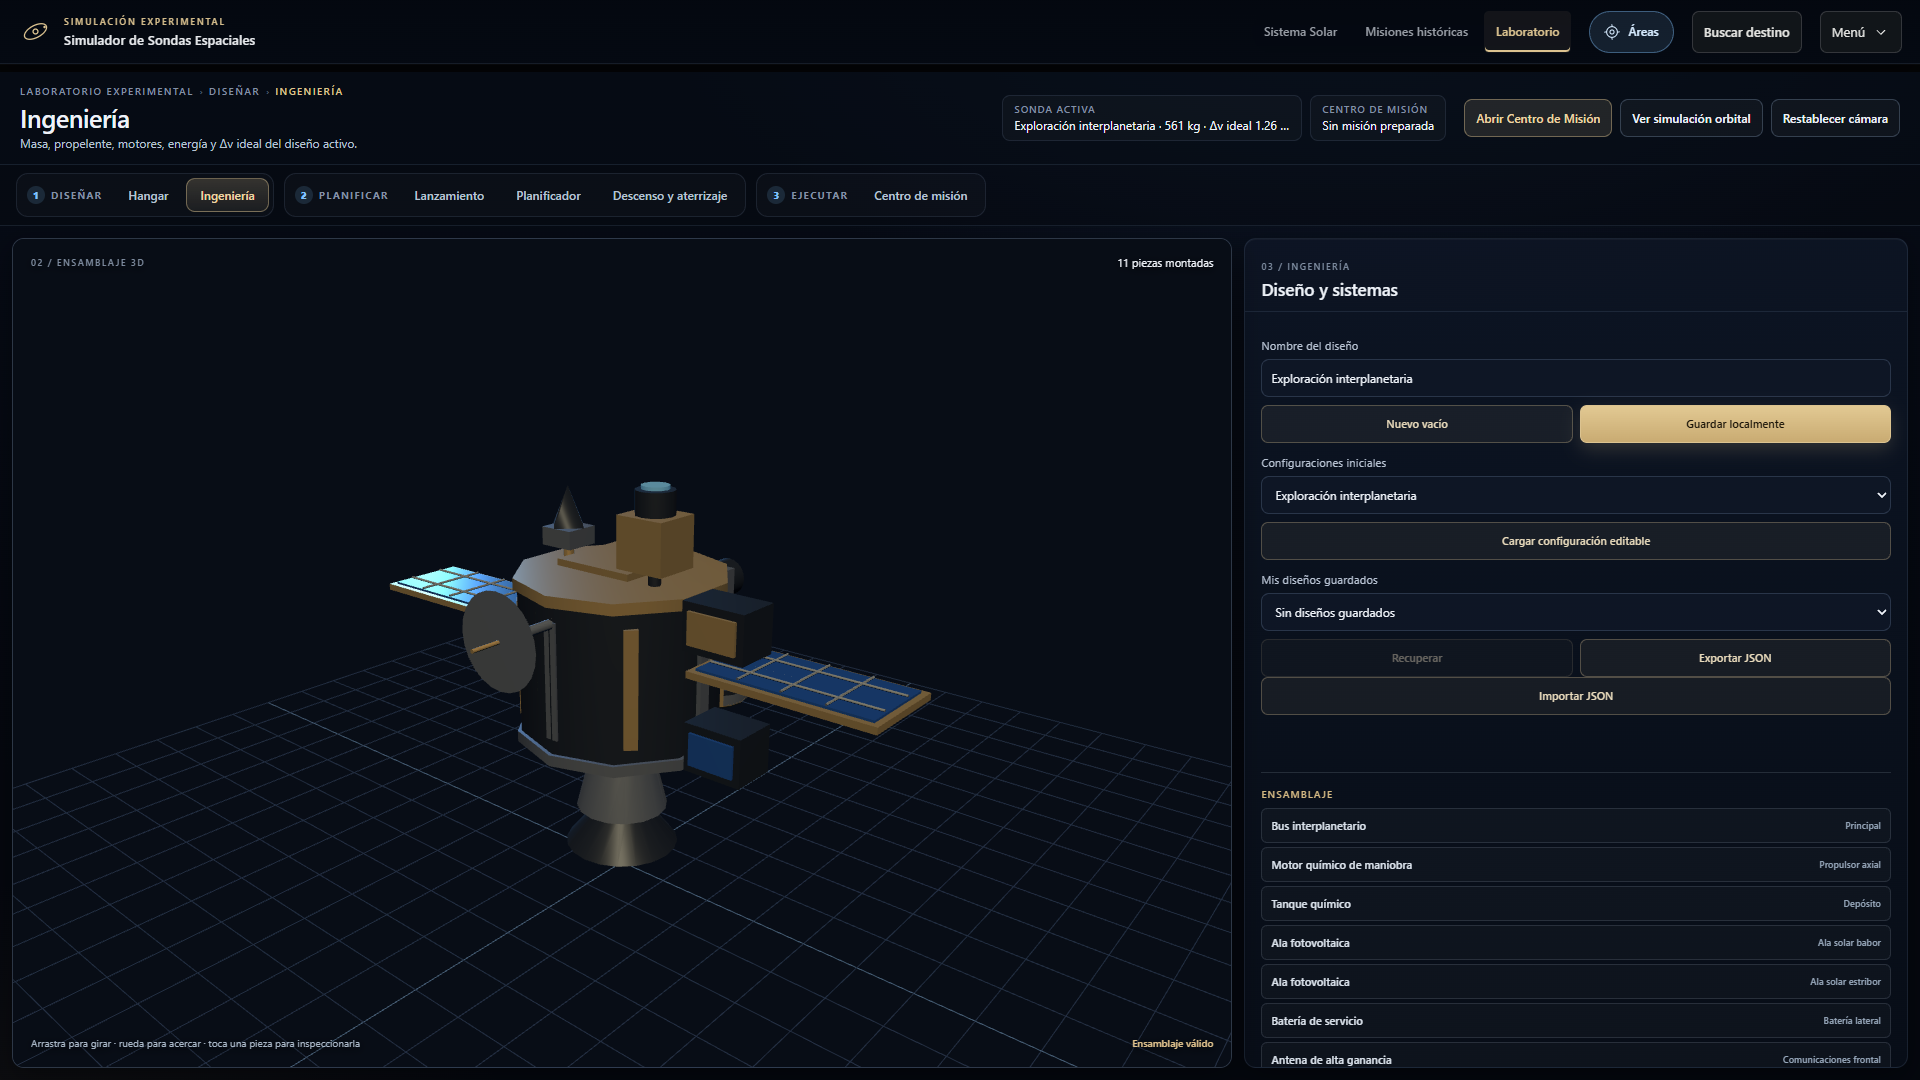 SIMULACIÓN EXPERIMENTAL
Simulador de Sondas Espaciales
Sistema Solar
Misiones históricas
Laboratorio
Áreas
Buscar destino
Menú
LABORATORIO EXPERIMENTAL › DISEÑAR › INGENIERÍA
Ingeniería
Masa, propelente, motores, energía y Δv ideal del diseño activo.
SONDA ACTIVA
Exploración interplanetaria · 561 kg · Δv ideal 1.26 ...
CENTRO DE MISIÓN
Sin misión preparada
Abrir Centro de Misión
Ver simulación orbital
Restablecer cámara
1 DISEÑAR
Hangar
Ingeniería
2 PLANIFICAR
Lanzamiento
Planificador
Descenso y aterrizaje
3 EJECUTAR
Centro de misión
02 / ENSAMBLAJE 3D
11 piezas montadas
Arrastra para girar · rueda para acercar · toca una pieza para inspeccionarla
Ensamblaje válido
03 / INGENIERÍA
Diseño y sistemas
Nombre del diseño
Exploración interplanetaria
Nuevo vacío
Guardar localmente
Configuraciones iniciales
Exploración interplanetaria
Cargar configuración editable
Mis diseños guardados
Sin diseños guardados
Recuperar
Exportar JSON
Importar JSON
ENSAMBLAJE
Bus interplanetario
Principal
Motor químico de maniobra
Propulsor axial
Tanque químico
Depósito
Ala fotovoltaica
Ala solar babor
Ala fotovoltaica
Ala solar estribor
Batería de servicio
Batería lateral
Antena de alta ganancia
Comunicaciones frontal